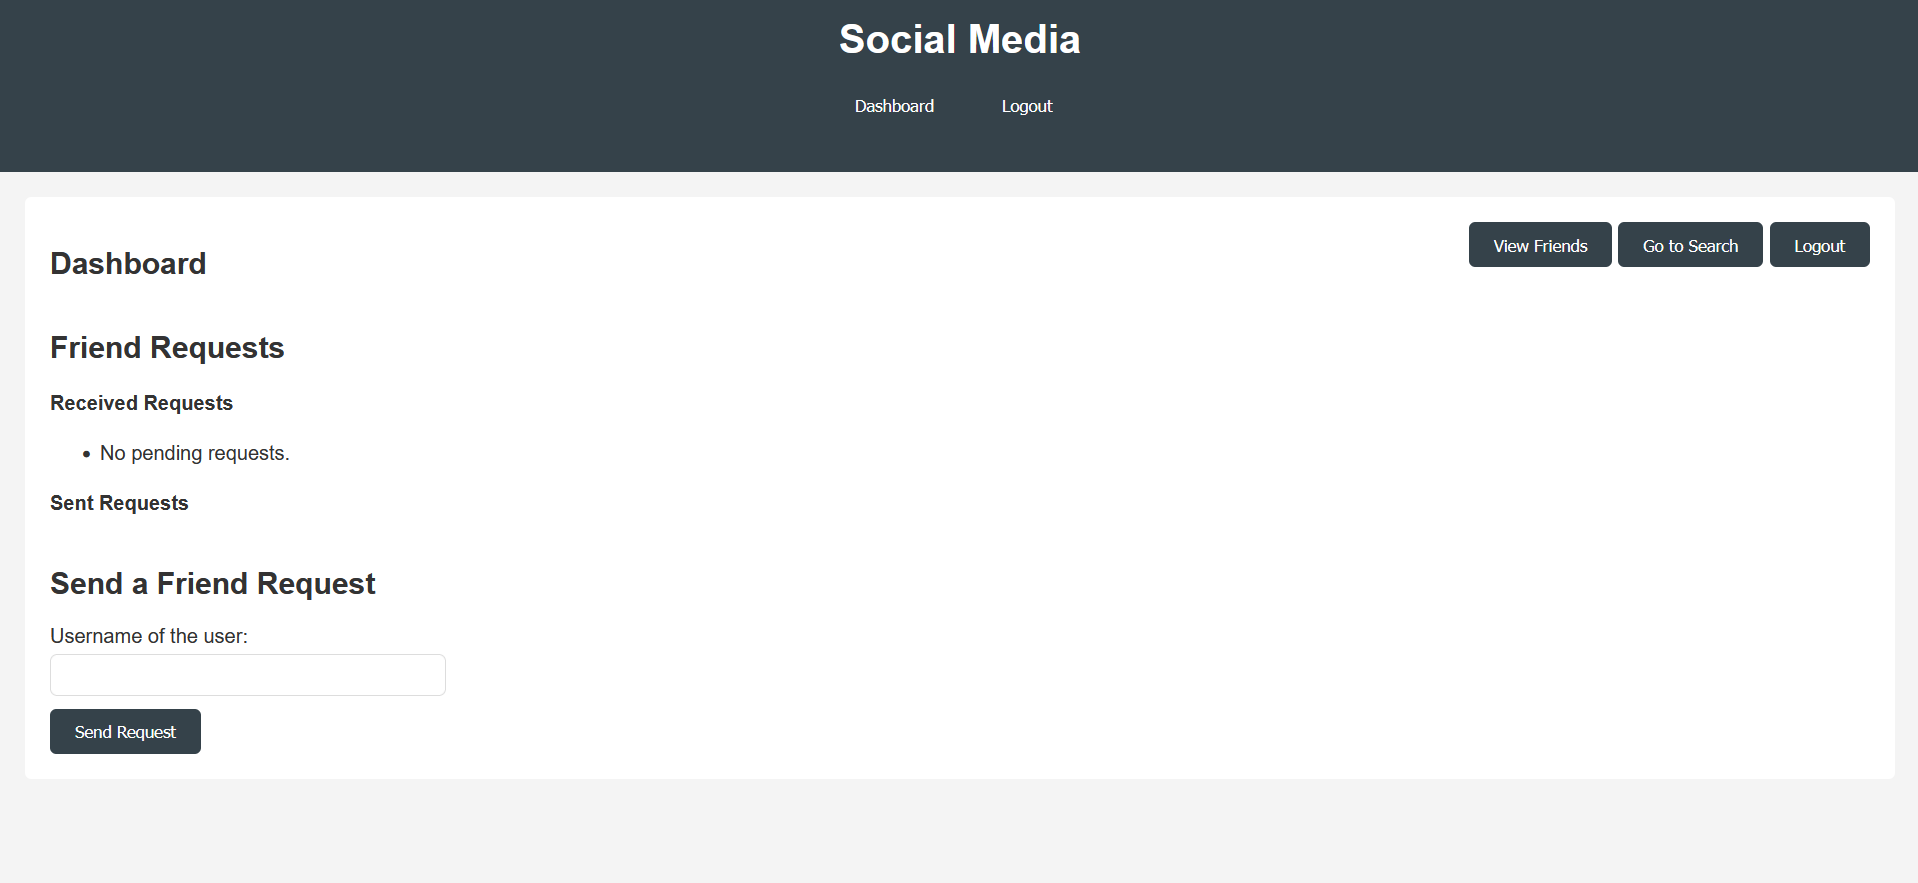 Social Media
Dashboard Logout
View Friends Go to Search Logout
Dashboard
Friend Requests
Received Requests
No pending requests.
Sent Requests
Send a Friend Request
Username of the user:
Send Request